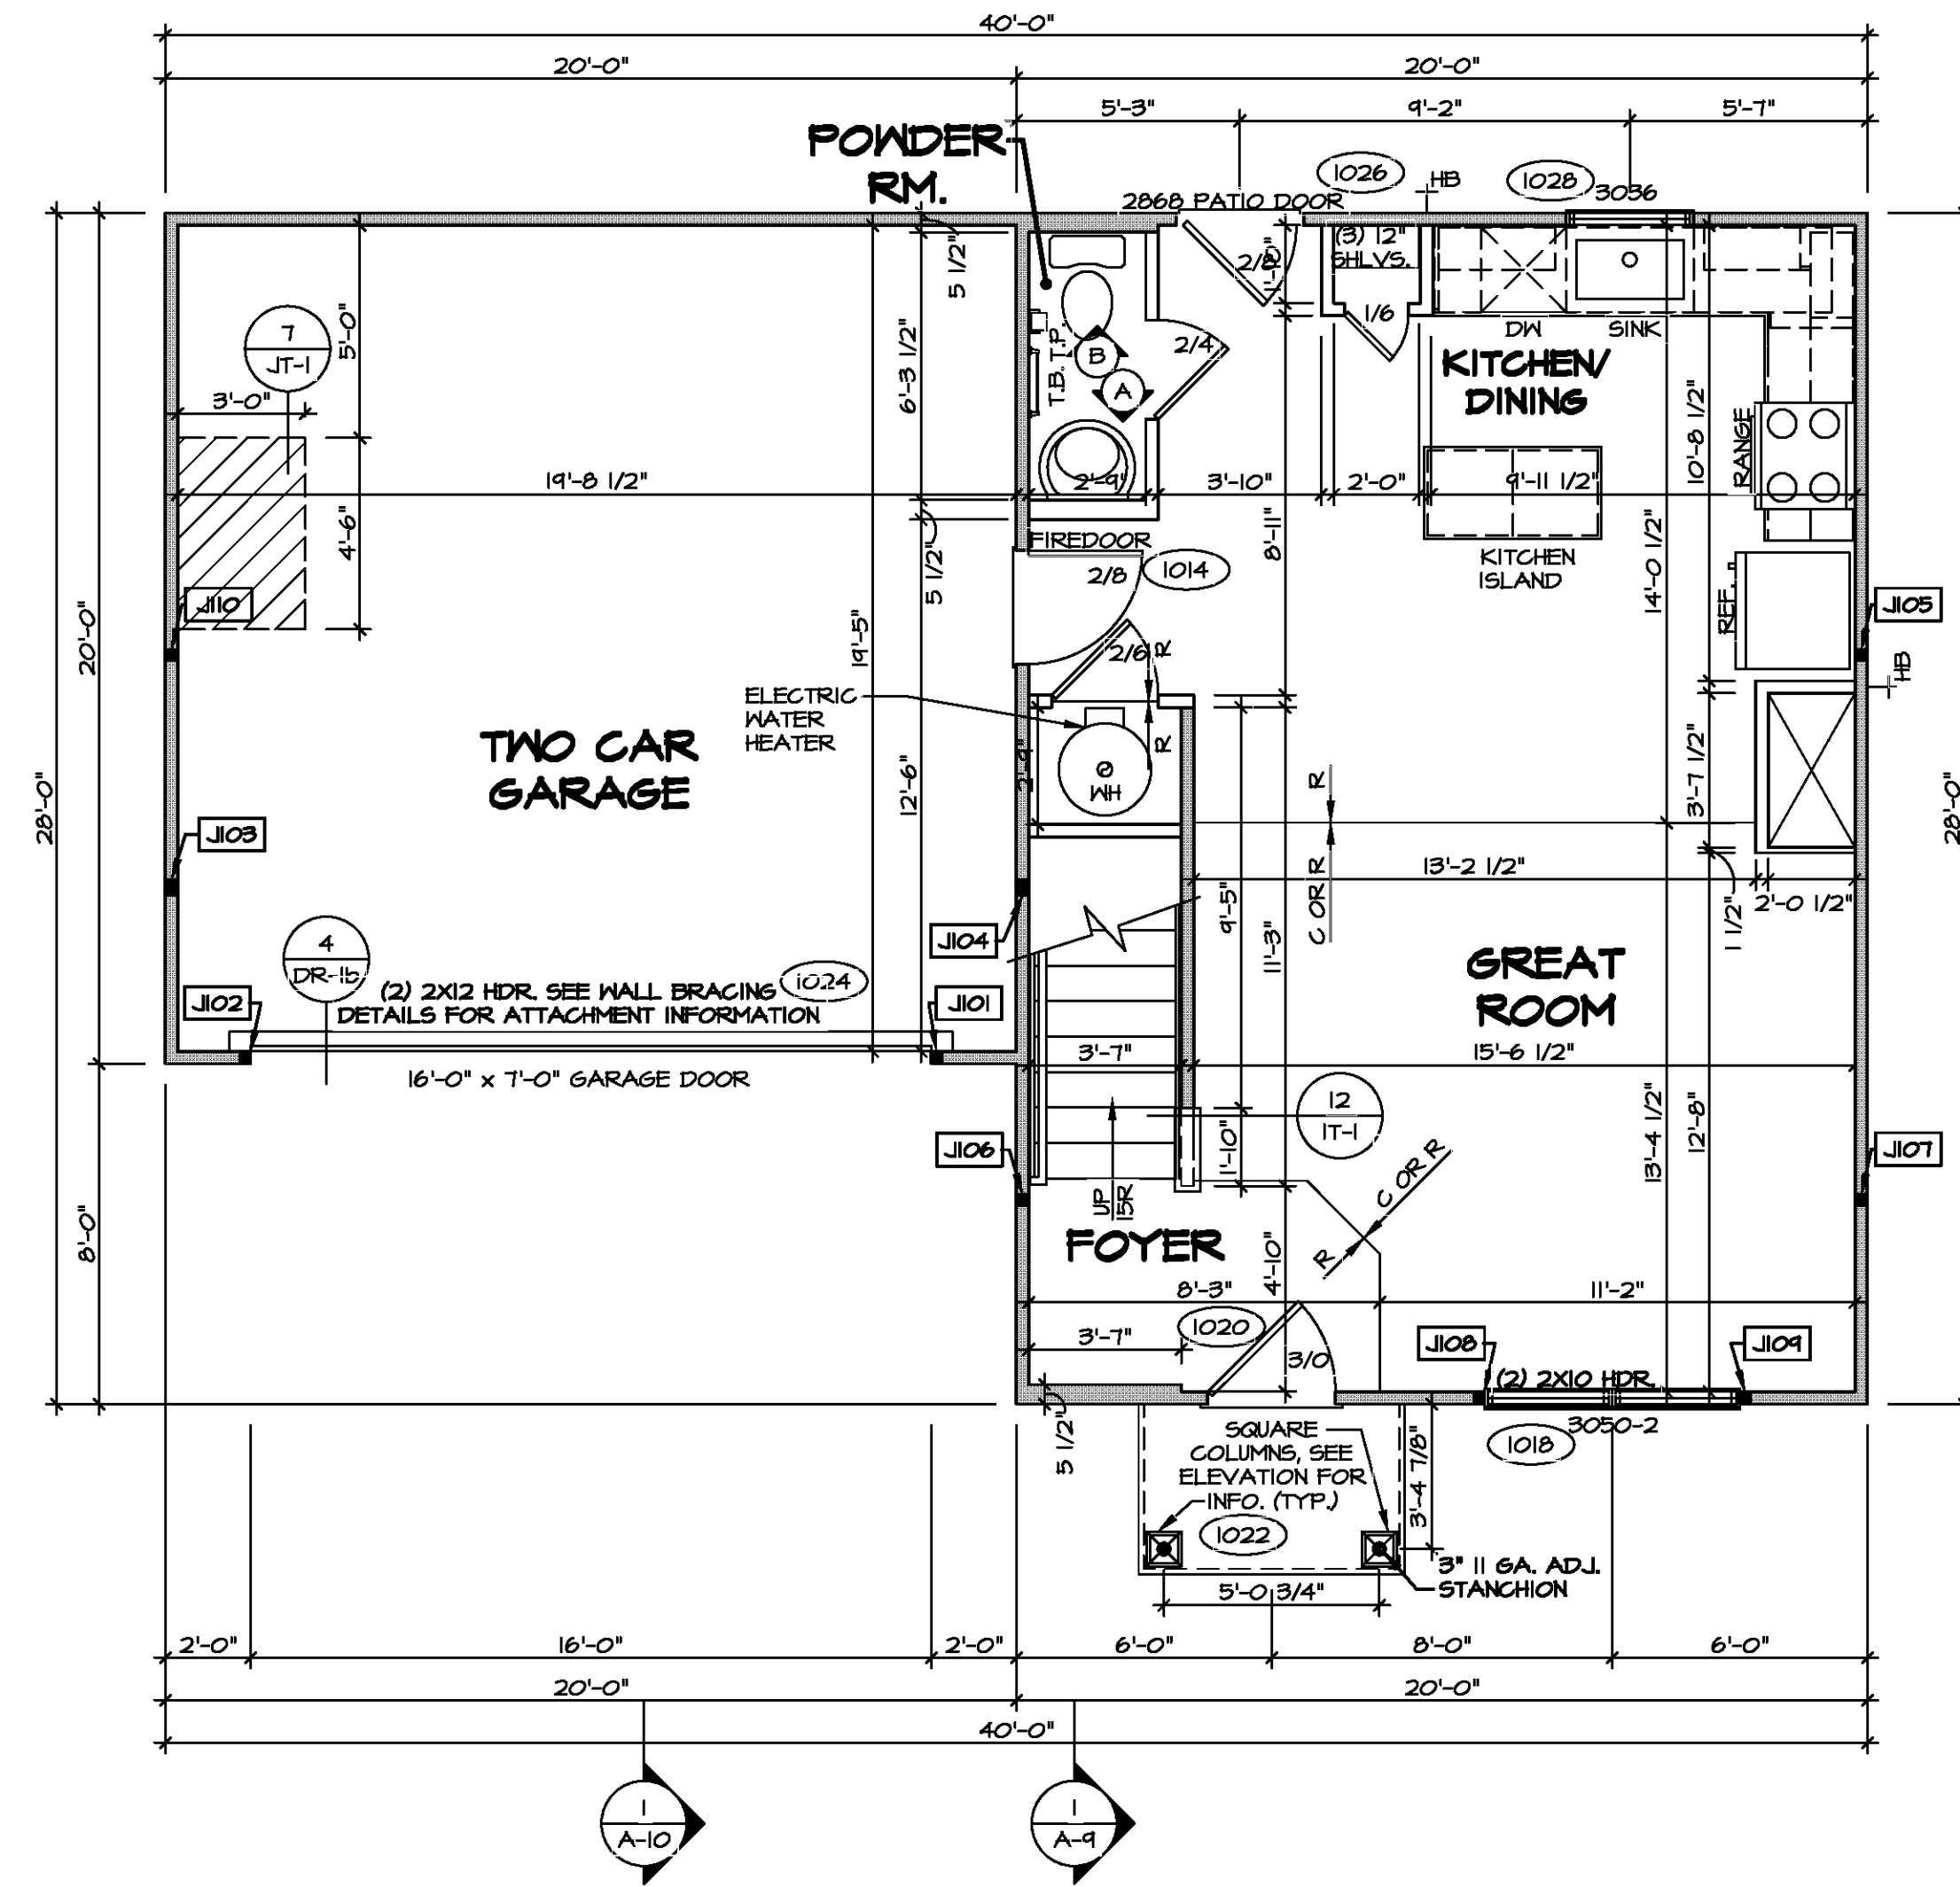 40'-0"
20'-0"
20'-0"
5'-3"
9'-2"
5'-7"
POWDER
RM.
1026
HB
1028
3036
2868 PATIO DOOR
5 1/2"
2/8
(3) 12"
SHLVS.
1/6
DW
SINK
7
JT-1
5'-0"
3'-0"
6'-3 1/2"
T.B.
T.P.
B
A
2/4
KITCHEN/
DINING
10'-8 1/2"
RANGE
19'-8 1/2"
2'-9"
3'-10"
2'-0"
9'-11 1/2"
4'-6"
5 1/2"
FIREDOOR
2/8
1014
8'-11"
KITCHEN
ISLAND
14'-0 1/2"
REF.
J110
J105
20'-0"
19'-5"
2/6
R
HB
ELECTRIC
WATER
HEATER
R
TWO CAR
GARAGE
28'-0"
12'-6"
2'-9"
WH
R
C OR R
3'-7 1/2"
28'-0"
J103
13'-2 1/2"
9'-5"
1 1/2"
2'-0 1/2"
J104
11'-3"
GREAT
ROOM
4
DR-1b
1024
J102
(2) 2X12 HDR. SEE WALL BRACING
DETAILS FOR ATTACHMENT INFORMATION
J101
3'-7"
15'-6 1/2"
16'-0" x 7'-0" GARAGE DOOR
12
1T-1
13'-4 1/2"
12'-8"
J106
1'-10"
C OR R
R
J107
UP
15R
8'-0"
FOYER
4'-10"
8'-3"
11'-2"
3'-7"
1020
3/0
J108
J109
(2) 2X10 HDR.
5 1/2"
3050-2
1018
SQUARE
COLUMNS, SEE
ELEVATION FOR
INFO. (TYP.)
3'-4 7/8"
1022
3" 11 GA. ADJ.
STANCHION
5'-0 3/4"
2'-0"
16'-0"
2'-0"
6'-0"
8'-0"
6'-0"
20'-0"
20'-0"
40'-0"
1
A-10
1
A-9